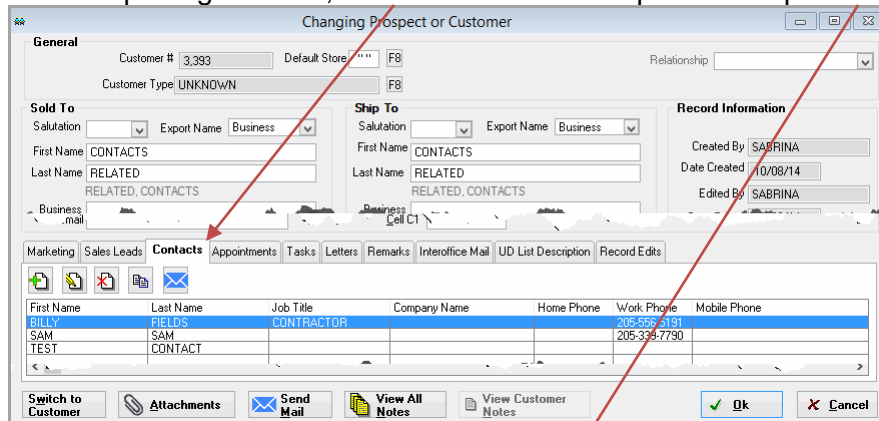 Changing Prospect or Customer
General
Customer # 3,393 Default Store "" F8 Relationship
Customer Type UNKNOWN F8
Sold To Ship To Record Information
Salutation Export Name Business Salutation Export Name Business
First Name CONTACTS First Name CONTACTS Created By SABRINA
Last Name RELATED Last Name RELATED Date Created 10/08/14
RELATED, CONTACTS RELATED, CONTACTS Edited By SABRINA
Business Business
.mail Cell C1
Marketing Sales Leads Contacts Appointments Tasks Letters Remarks Interoffice Mail UD List Description Record Edits
First Name Last Name Job Title Company Name Home Phone Work Phone Mobile Phone
BILLY FIELDS CONTRACTOR 205-556-5191
SAM SAM 205-339-7790
TEST CONTACT
Switch to Customer Attachments Send Mail View All Notes View Customer Notes Ok Cancel